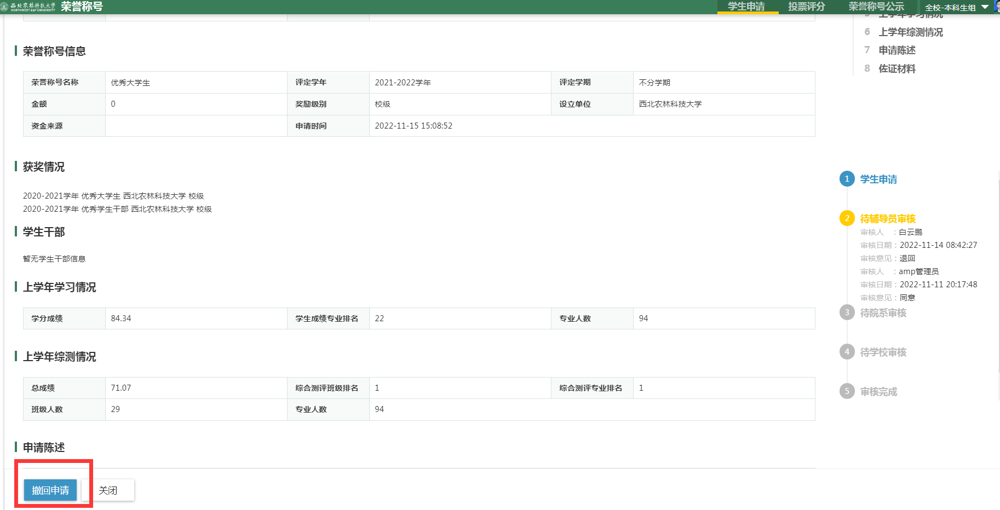 西北农林科技大学
NORTHWEST A&F UNIVERSITY
荣誉称号
学生申请
投票评分
荣誉称号公示
全校-本科生组
5 上学年学习情况
6 上学年综测情况
7 申请陈述
8 佐证材料
荣誉称号信息
荣誉称号名称 优秀大学生 评定学年 2021-2022学年 评定学期 不分学期
金额 0 奖励级别 校级 设立单位 西北农林科技大学
资金来源 申请时间 2022-11-15 15:08:52
获奖情况
2020-2021学年 优秀大学生 西北农林科技大学 校级
2020-2021学年 优秀学生干部 西北农林科技大学 校级
学生干部
暂无学生干部信息
上学年学习情况
学分成绩 84.34 学生成绩专业排名 22 专业人数 94
上学年综测情况
总成绩 71.07 综合测评班级排名 1 综合测评专业排名 1
班级人数 29 专业人数 94
申请陈述
撤回申请 关闭
1 学生申请
2 待辅导员审核
审核人 ：白云鹏
审核日期：2022-11-14 08:42:27
审核意见：退回
审核人 ：amp管理员
审核日期：2022-11-11 20:17:48
审核意见：同意
3 待院系审核
4 待学校审核
5 审核完成